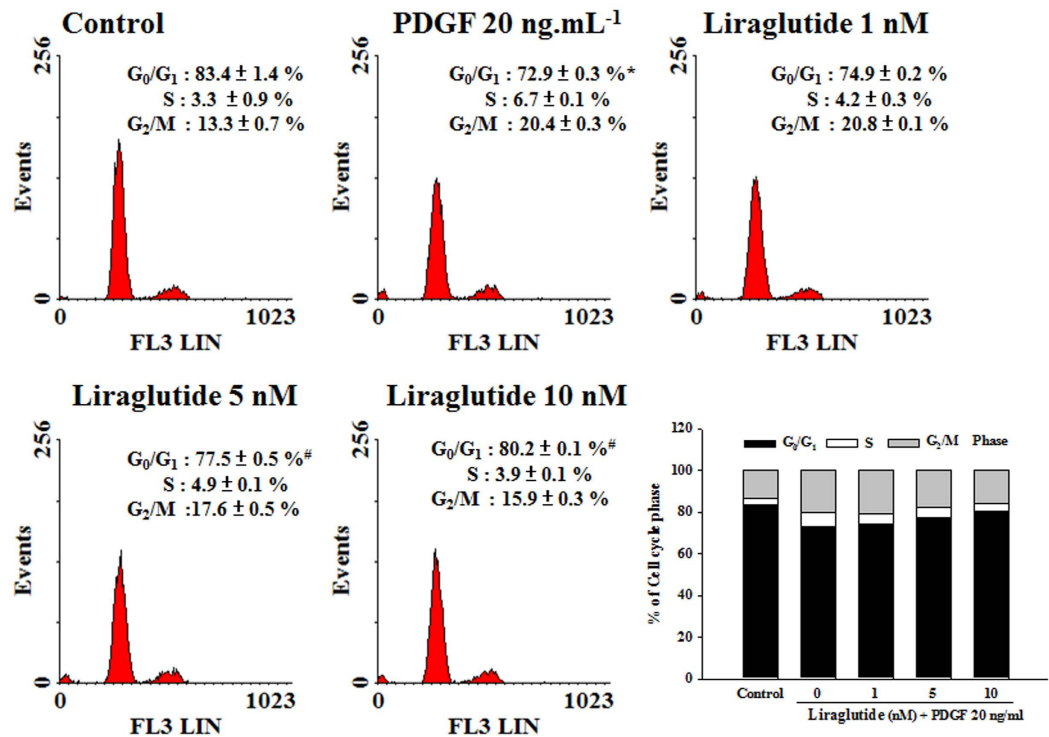 Control
256
G₀/G₁ : 83.4 ± 1.4 %
S : 3.3 ± 0.9 %
G₂/M : 13.3 ± 0.7 %
Events
0
0 1023
FL3 LIN
PDGF 20 ng.mL⁻¹
256
G₀/G₁ : 72.9 ± 0.3 %*
S : 6.7 ± 0.1 %
G₂/M : 20.4 ± 0.3 %
Events
0
0 1023
FL3 LIN
Liraglutide 1 nM
256
G₀/G₁ : 74.9 ± 0.2 %
S : 4.2 ± 0.3 %
G₂/M : 20.8 ± 0.1 %
Events
0
0 1023
FL3 LIN
Liraglutide 5 nM
256
G₀/G₁ : 77.5 ± 0.5 %#
S : 4.9 ± 0.1 %
G₂/M :17.6 ± 0.5 %
Events
0
0 1023
FL3 LIN
Liraglutide 10 nM
256
G₀/G₁ : 80.2 ± 0.1 %#
S : 3.9 ± 0.1 %
G₂/M : 15.9 ± 0.3 %
Events
0
0 1023
FL3 LIN
G₀/G₁ S G₂/M Phase
% of Cell cycle phase
120
100
80
60
40
20
0
Control 0 1 5 10
Liraglutide (nM) + PDGF 20 ng/ml